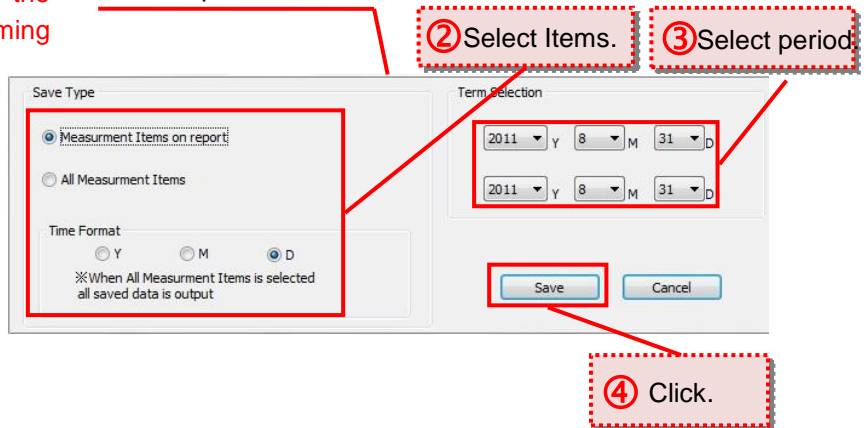 the
ming
②Select Items.
③Select period.
Save Type
Measurment Items on report
All Measurment Items
Time Format
Y M D
※When All Measurment Items is selected
all saved data is output
Term Selection
2011 Y 8 M 31 D
2011 Y 8 M 31 D
Save Cancel
④ Click.